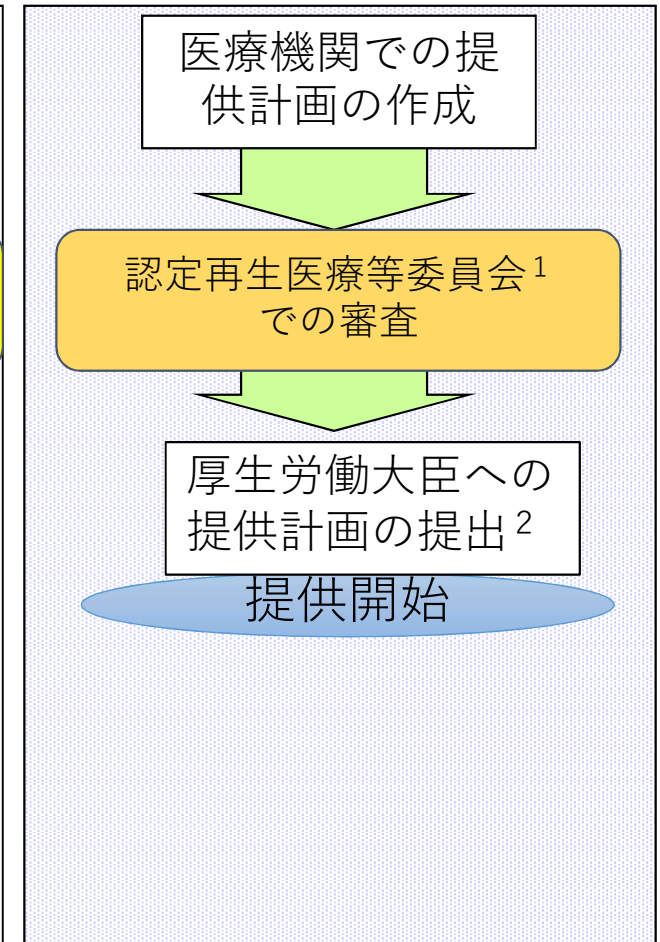 医療機関での提
供計画の作成
認定再生医療等委員会1
での審査
厚生労働大臣への
提供計画の提出2
提供開始